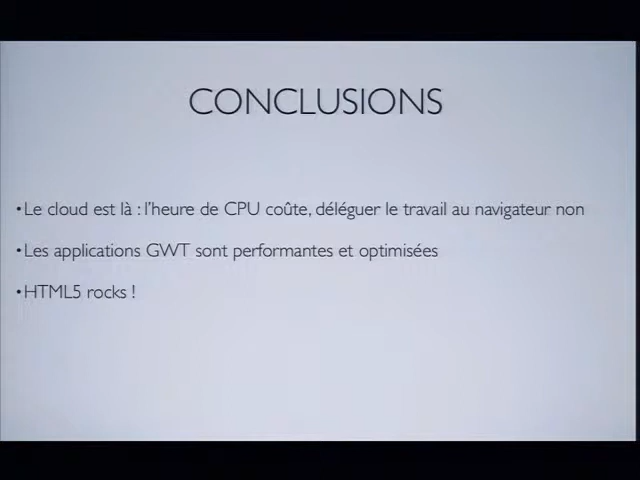 CONCLUSIONS
•Le cloud est là : l'heure de CPU coûte, déléguer le travail au navigateur non
•Les applications GWT sont performantes et optimisées
•HTML5 rocks !